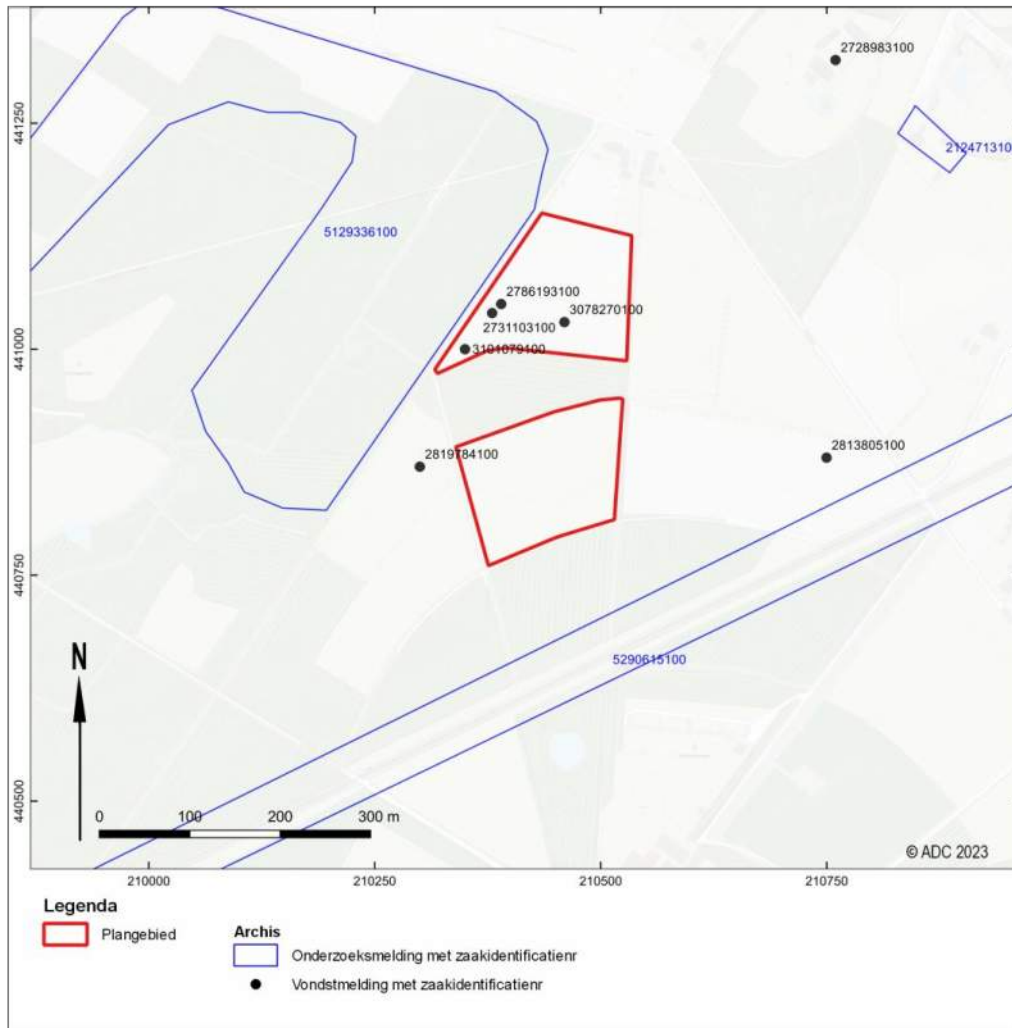 2728983100
441250
212471310
5129336100
2786193100
3078270100
2731103100
441000
3101079100
2819784100
2813805100
440750
N
5290615100
440500
0 100 200 300 m
© ADC 2023
210000 210250 210500 210750
Legenda
Plangebied
Archis
Onderzoeksmelding met zaakidentificatienr
Vondstmelding met zaakidentificatienr